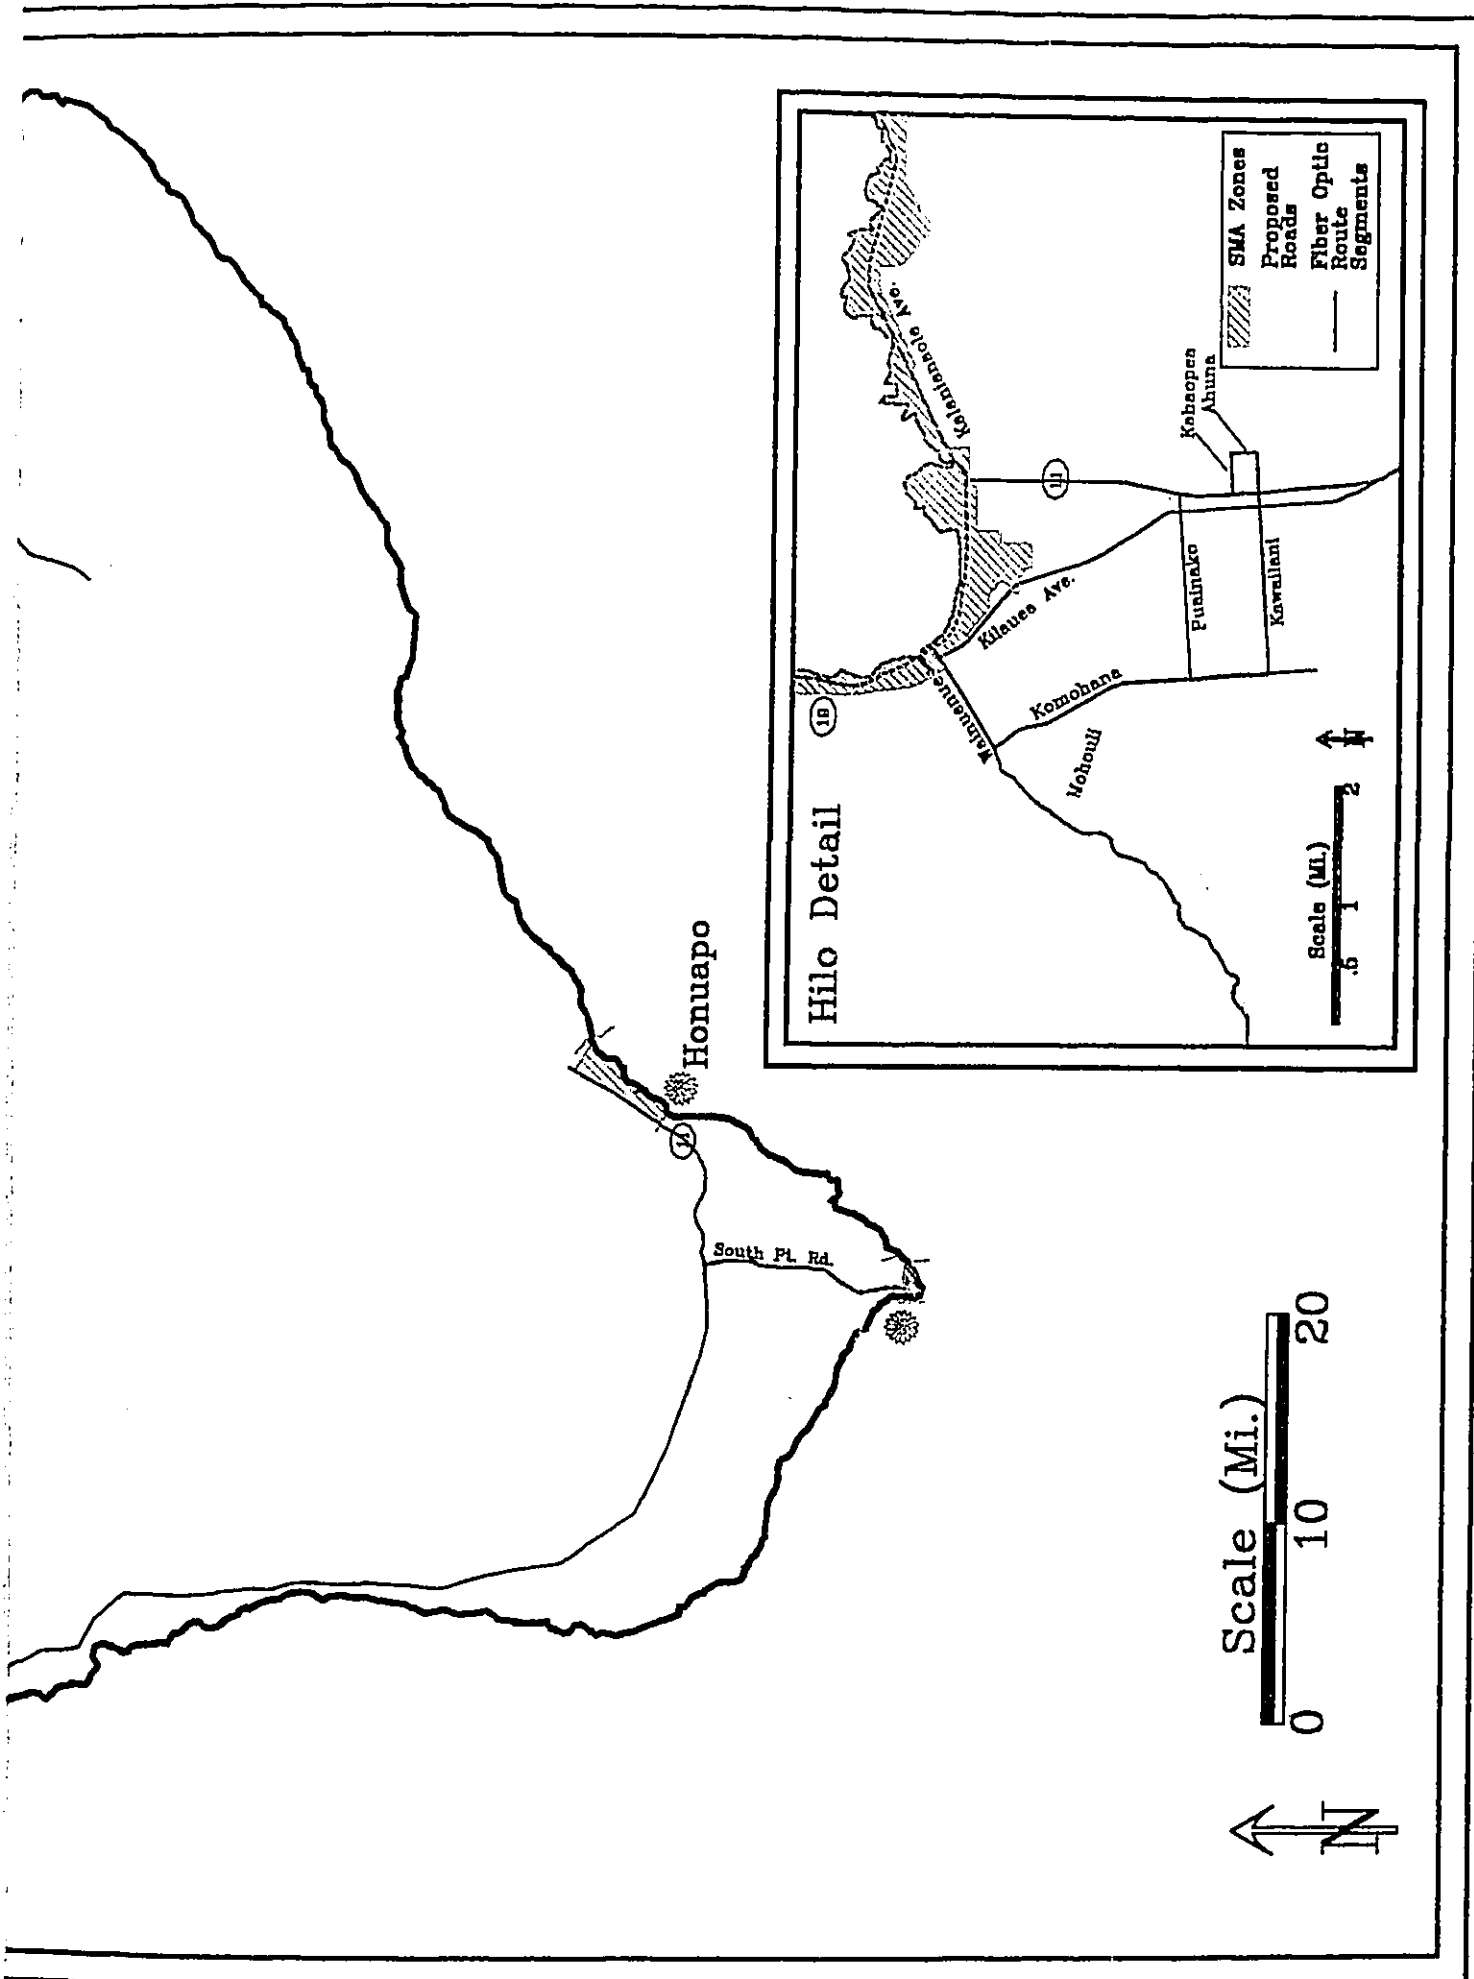 Honuapo
11
South Pt. Rd.
Scale (Mi.)
0
10
20
N
Hilo Detail
19
Wainuenue
Kalanianaole Ave.
Kilauea Ave.
11
Komohana
Mohouli
Puainako
Kawailani
Kahaopea
Ahuna
SMA Zones
Proposed
Roads
Fiber Optic
Route
Segments
Scale (Mi.)
.5
1
2
N